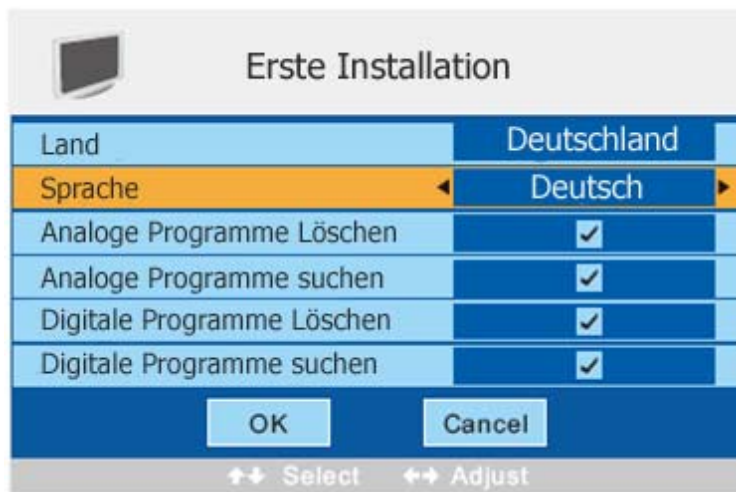 Erste Installation
Land Deutschland
Sprache Deutsch
Analoge Programme Löschen
Analoge Programme suchen
Digitale Programme Löschen
Digitale Programme suchen
OK Cancel
Select Adjust